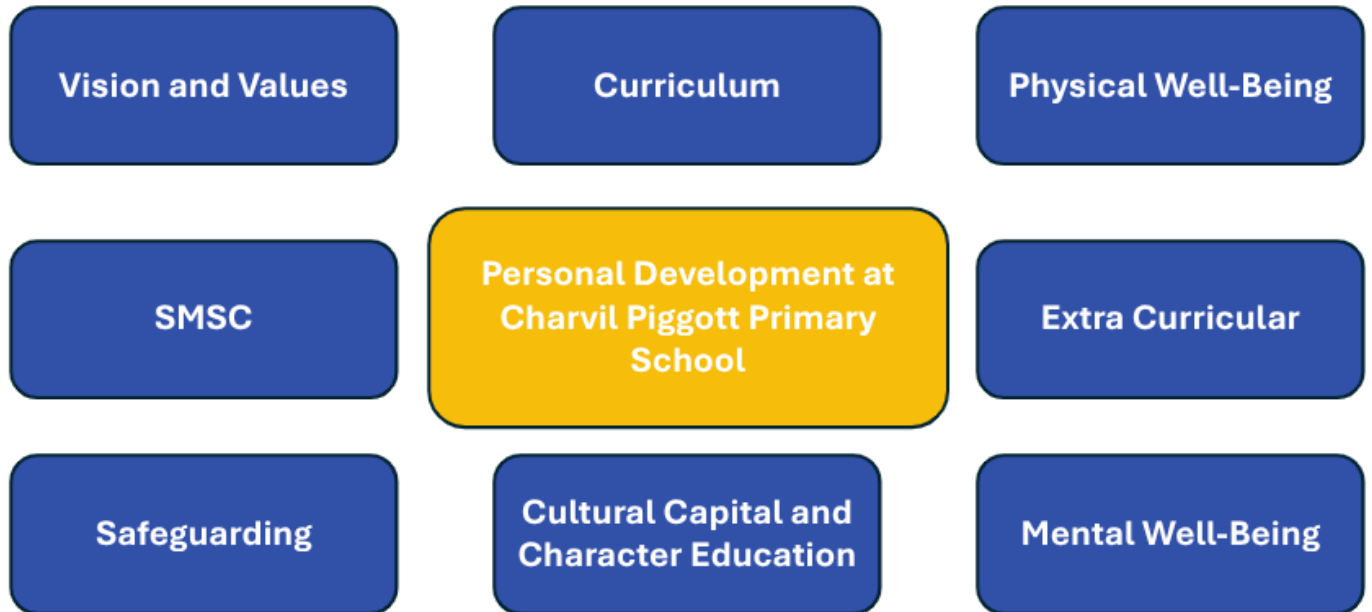 Vision and Values
Curriculum
Physical Well-Being
SMSC
Personal Development at
Charvil Piggott Primary
School
Extra Curricular
Safeguarding
Cultural Capital and
Character Education
Mental Well-Being